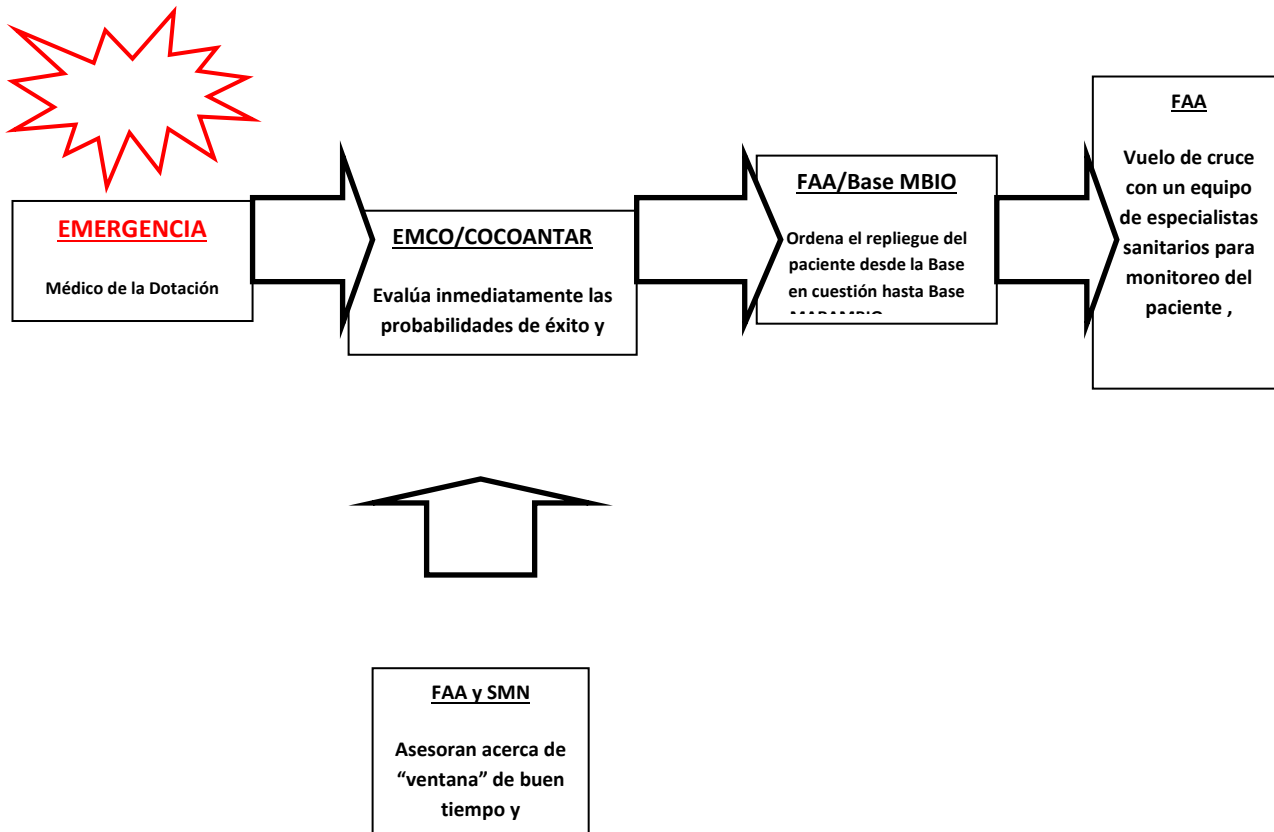 EMERGENCIA
Médico de la Dotación
EMCO/COCOANTAR
Evalúa inmediatamente las
probabilidades de éxito y
FAA/Base MBIO
Ordena el repliegue del
paciente desde la Base
en cuestión hasta Base
FAA
Vuelo de cruce
con un equipo
de especialistas
sanitarios para
monitoreo del
paciente ,
FAA y SMN
Asesoran acerca de
“ventana” de buen
tiempo y